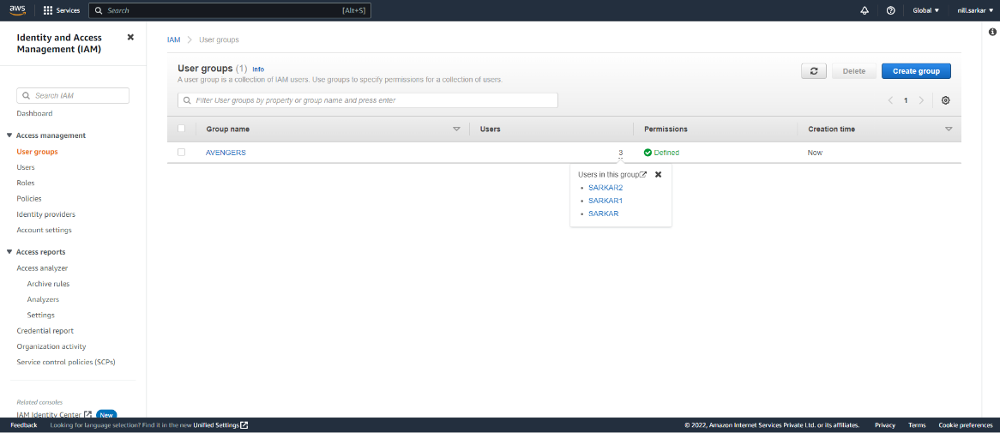 aws
Services
Search
[Alt+S]
Global
nill.sarkar
Identity and Access
Management (IAM)
Search IAM
Dashboard
Access management
User groups
Users
Roles
Policies
Identity providers
Account settings
Access reports
Access analyzer
Archive rules
Analyzers
Settings
Credential report
Organization activity
Service control policies (SCPs)
Related consoles
IAM Identity Center
New
IAM
User groups
User groups (1) Info
A user group is a collection of IAM users. Use groups to specify permissions for a collection of users.
Delete
Create group
Filter User groups by property or group name and press enter
1
Group name
Users
Permissions
Creation time
AVENGERS
3
Defined
Now
Users in this group
• SARKAR2
• SARKAR1
• SARKAR
Feedback
Looking for language selection? Find it in the new Unified Settings
© 2022, Amazon Internet Services Private Ltd. or its affiliates.
Privacy
Terms
Cookie preferences